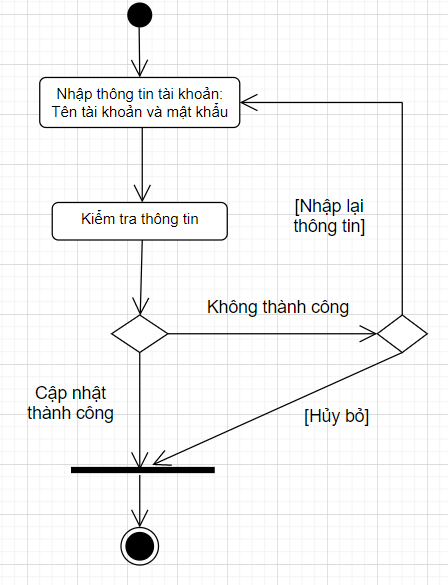 Nhập thông tin tài khoản:
Tên tài khoản và mật khẩu
Kiểm tra thông tin
[Nhập lại
thông tin]
Không thành công
Cập nhật
thành công
[Hủy bỏ]